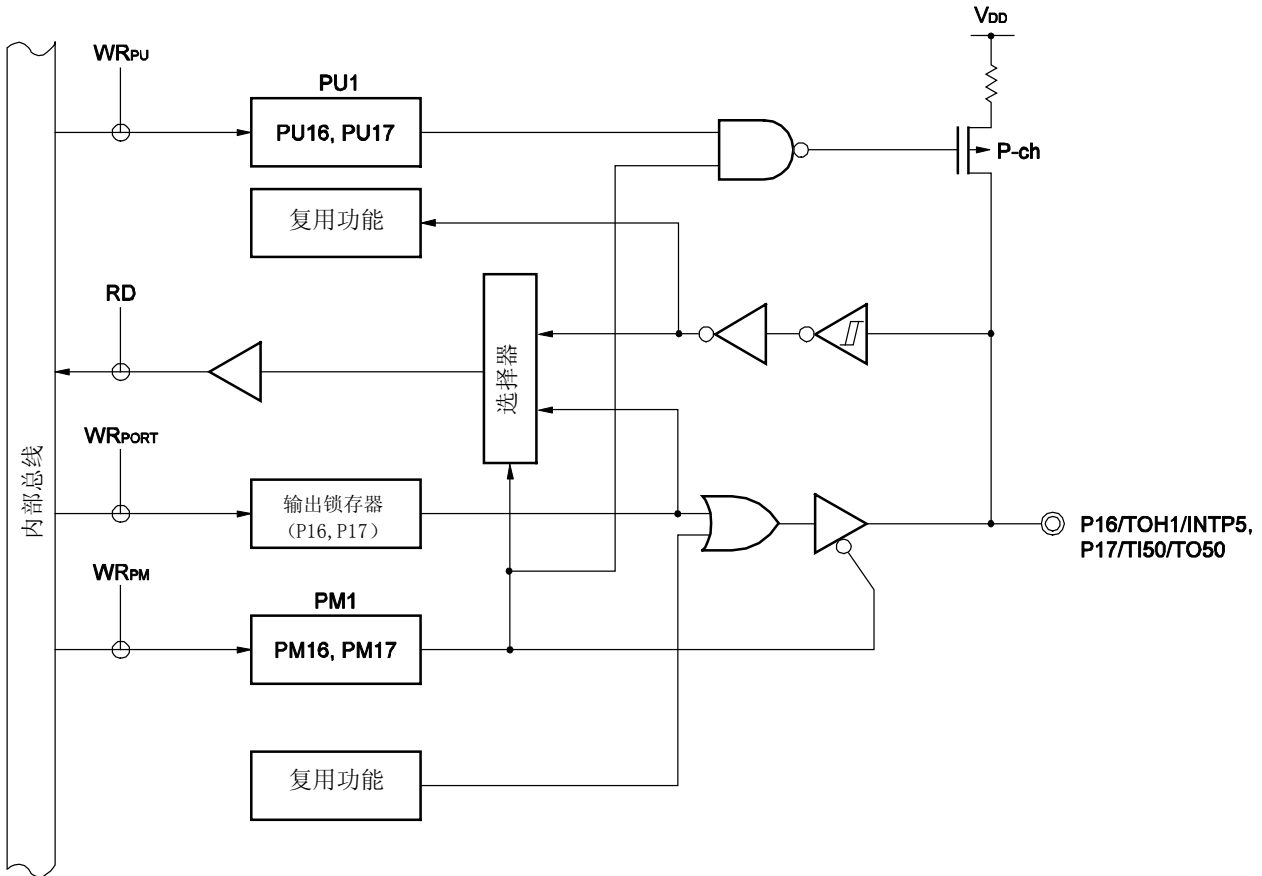 VDD
WRPU
PU1
PU16, PU17
P-ch
复用功能
RD
选择器
WRPORT
内部总线
输出锁存器
(P16,P17)
P16/TOH1/INTP5,
P17/TI50/TO50
WRPM
PM1
PM16, PM17
复用功能